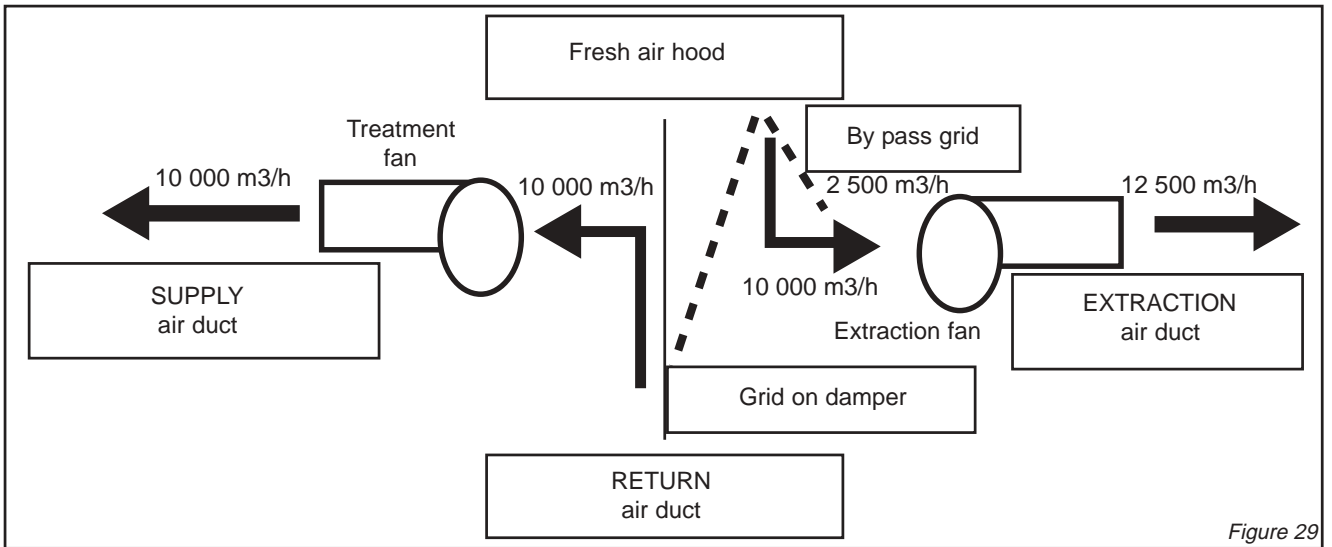 Fresh air hood
By pass grid
Treatment
fan
10 000 m3/h
10 000 m3/h
2 500 m3/h
12 500 m3/h
10 000 m3/h
SUPPLY
air duct
Extraction fan
EXTRACTION
air duct
Grid on damper
RETURN
air duct
Figure 29